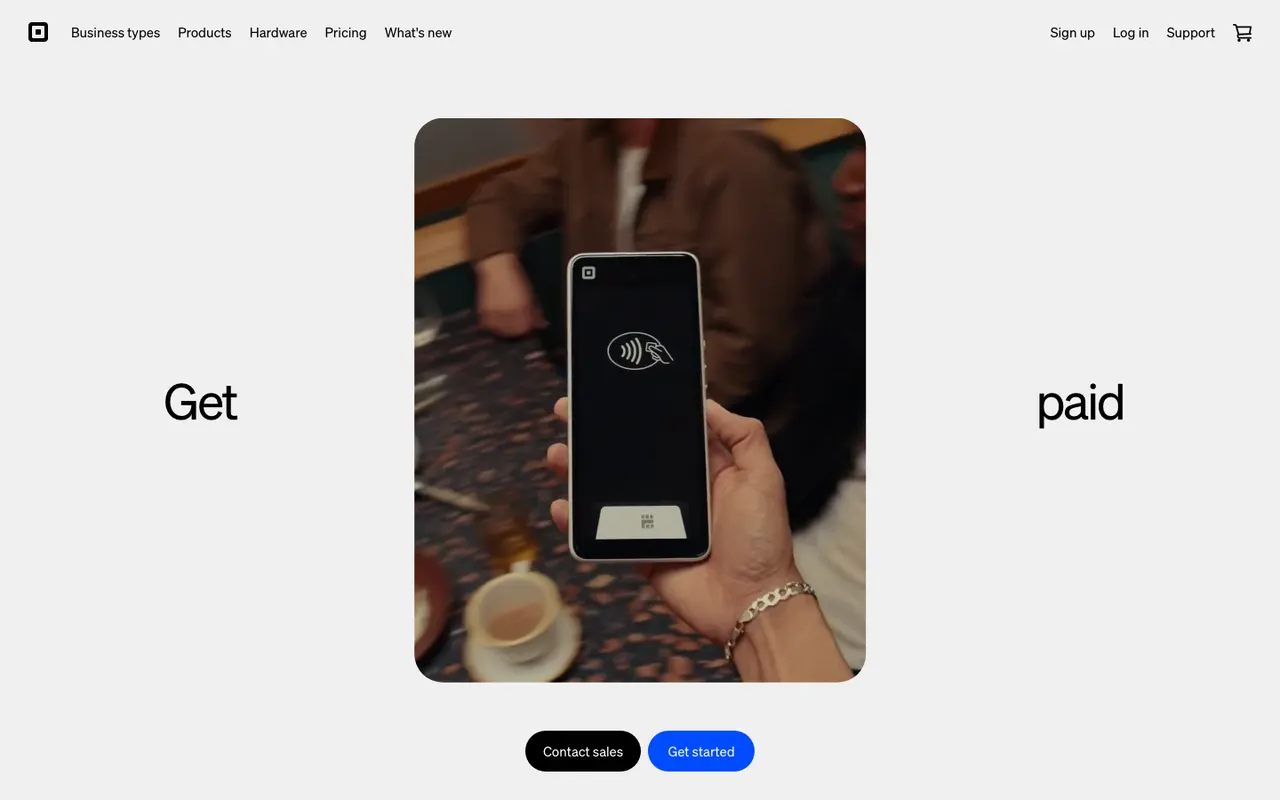 Business types Products Hardware Pricing What's new Sign up Log in Support
Get paid
Contact sales Get started